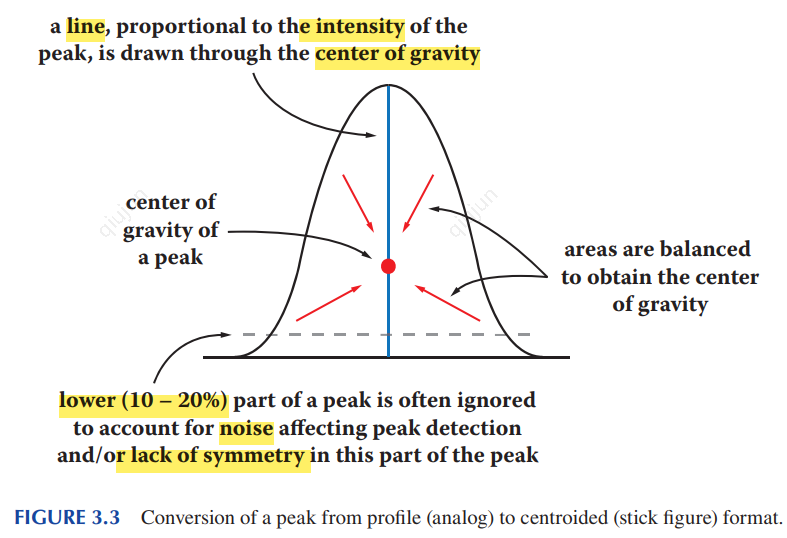 a line, proportional to the intensity of the
peak, is drawn through the center of gravity
qiujun
qiujun
center of
gravity of
a peak
areas are balanced
to obtain the center
of gravity
lower (10 – 20%) part of a peak is often ignored
to account for noise affecting peak detection
and/or lack of symmetry in this part of the peak
FIGURE 3.3 Conversion of a peak from profile (analog) to centroided (stick figure) format.